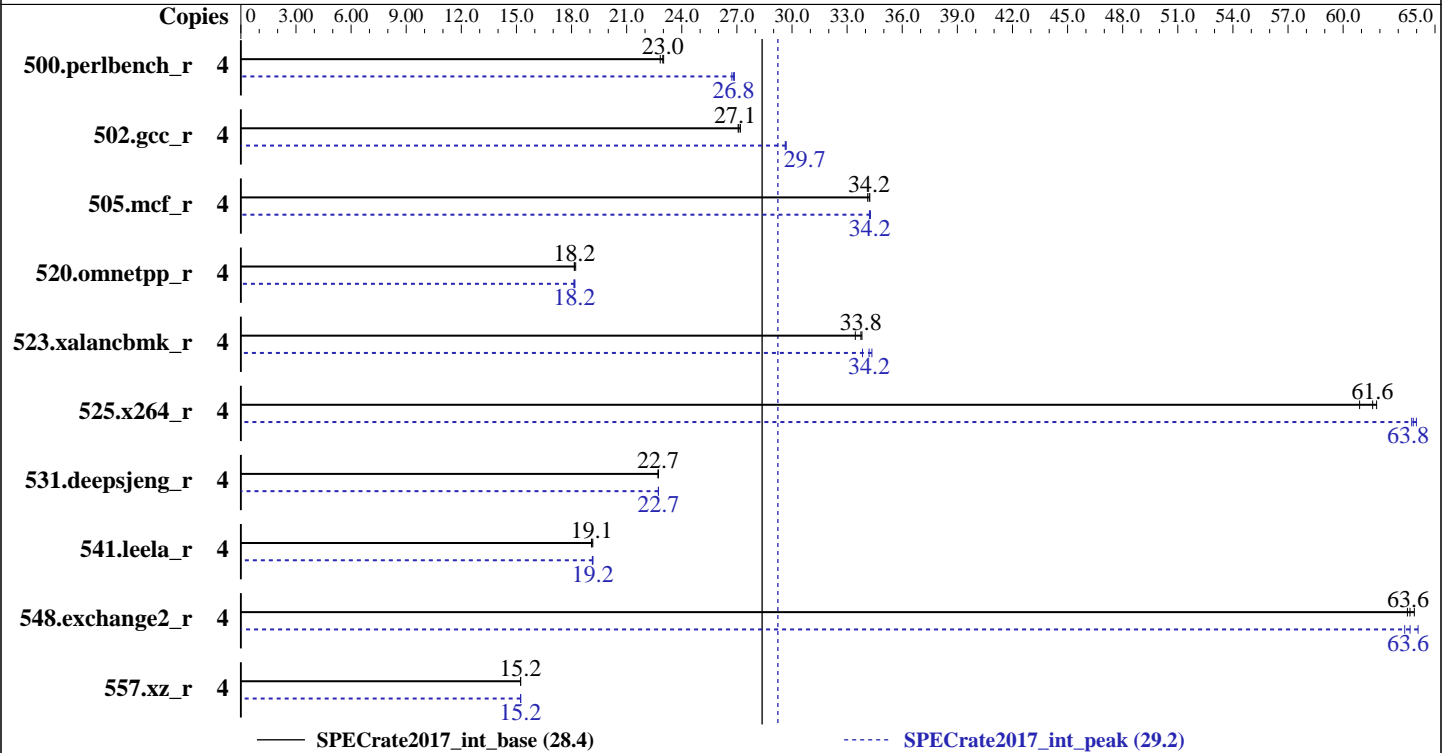 Copies 0 3.00 6.00 9.00 12.0 15.0 18.0 21.0 24.0 27.0 30.0 33.0 36.0 39.0 42.0 45.0 48.0 51.0 54.0 57.0 60.0 65.0
23.0
500.perlbench_r 4
26.8
27.1
502.gcc_r 4
29.7
34.2
505.mcf_r 4
34.2
18.2
520.omnetpp_r 4
18.2
33.8
523.xalancbmk_r 4
34.2
61.6
525.x264_r 4
63.8
22.7
531.deepsjeng_r 4
22.7
19.1
541.leela_r 4
19.2
63.6
548.exchange2_r 4
63.6
15.2
557.xz_r 4
15.2
SPECrate2017_int_base (28.4) SPECrate2017_int_peak (29.2)